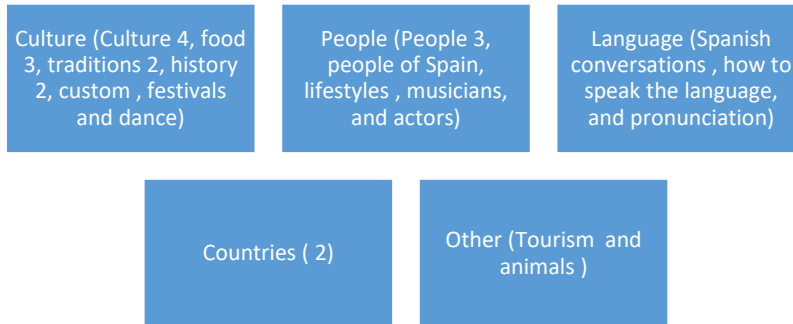 Culture (Culture 4, food
3, traditions 2, history
2, custom , festivals
and dance)
People (People 3,
people of Spain,
lifestyles , musicians,
and actors)
Language (Spanish
conversations , how to
speak the language,
and pronunciation)
Countries ( 2)
Other (Tourism and
animals )